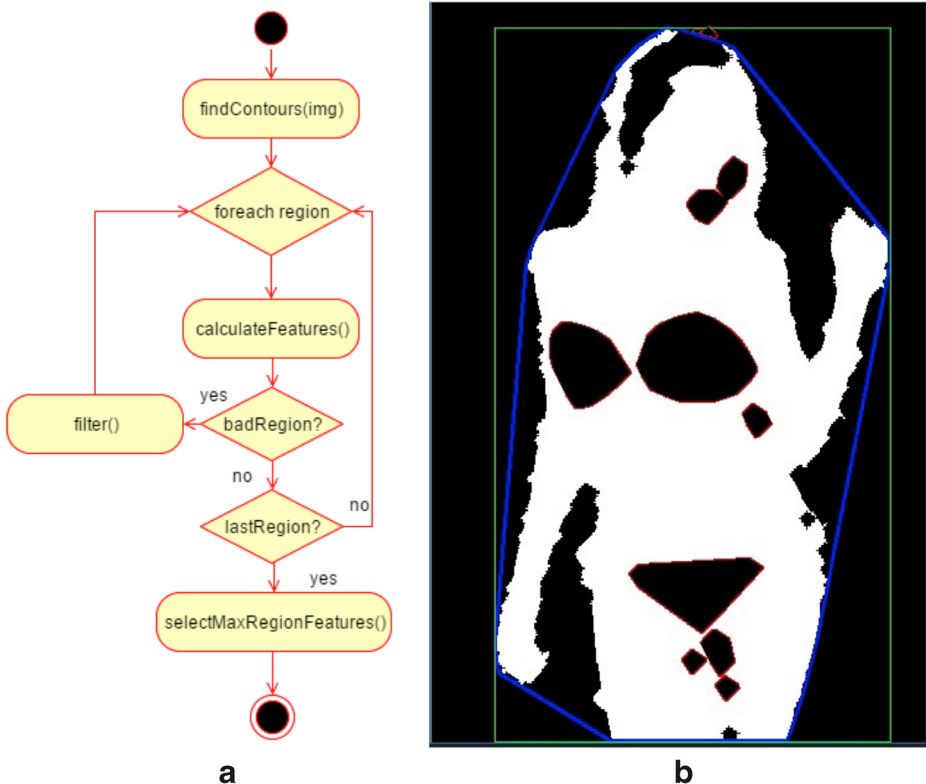 findContours(img)
foreach region
calculateFeatures()
yes
badRegion?
filter()
no
lastRegion?
no
yes
selectMaxRegionFeatures()
a
b